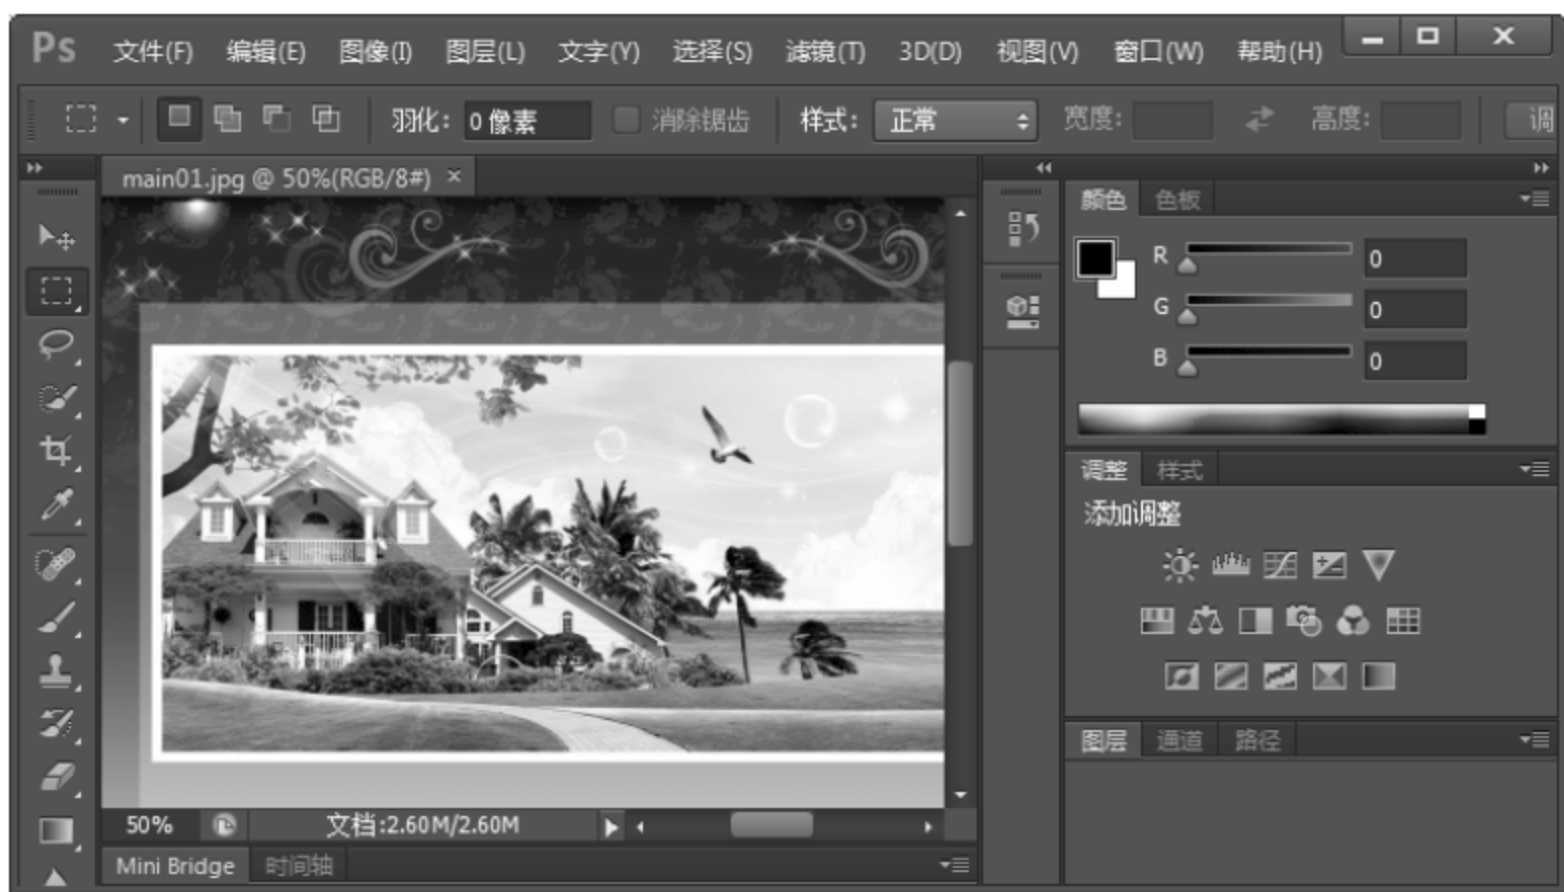 Ps 文件(F) 编辑(E) 图像(I) 图层(L) 文字(Y) 选择(S) 滤镜(T) 3D(D) 视图(V) 窗口(W) 帮助(H)
羽化: 0 像素 消除锯齿 样式: 正常 宽度: 高度: 调
main01.jpg @ 50%(RGB/8#) ×
颜色 色板
R 0
G 0
B 0
调整 样式
添加调整
图层 通道 路径
50% 文档:2.60M/2.60M
Mini Bridge 时间轴